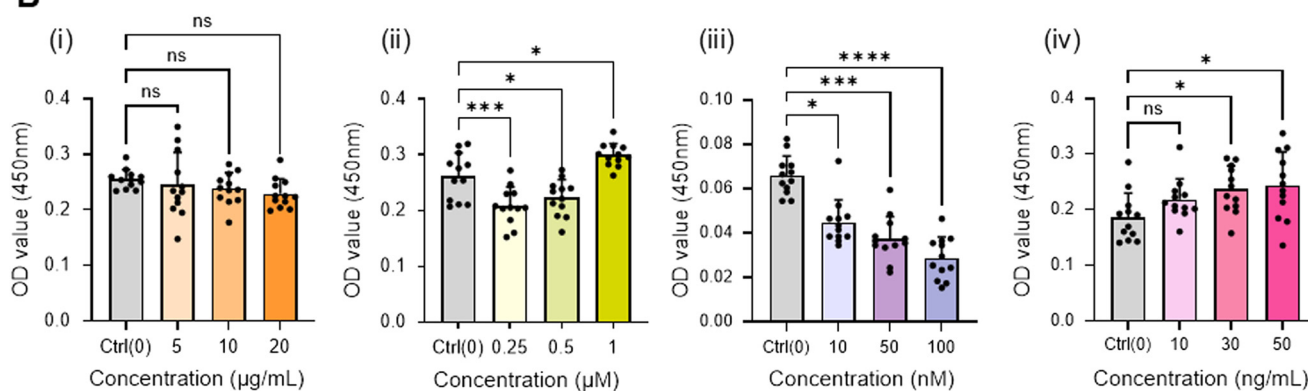 B
(i)
ns
ns
ns
0.4
0.3
0.2
0.1
0
OD value (450nm)
Ctrl(0) 5 10 20
Concentration (µg/mL)
(ii)
*
*
***
0.4
0.3
0.2
0.1
0.0
OD value (450nm)
Ctrl(0) 0.25 0.5 1
Concentration (µM)
(iii)
****
***
*
0.10
0.08
0.06
0.04
0.02
0.00
OD value (450nm)
Ctrl(0) 10 50 100
Concentration (nM)
(iv)
*
*
ns
0.4
0.3
0.2
0.1
0.0
OD value (450nm)
Ctrl(0) 10 30 50
Concentration (ng/mL)